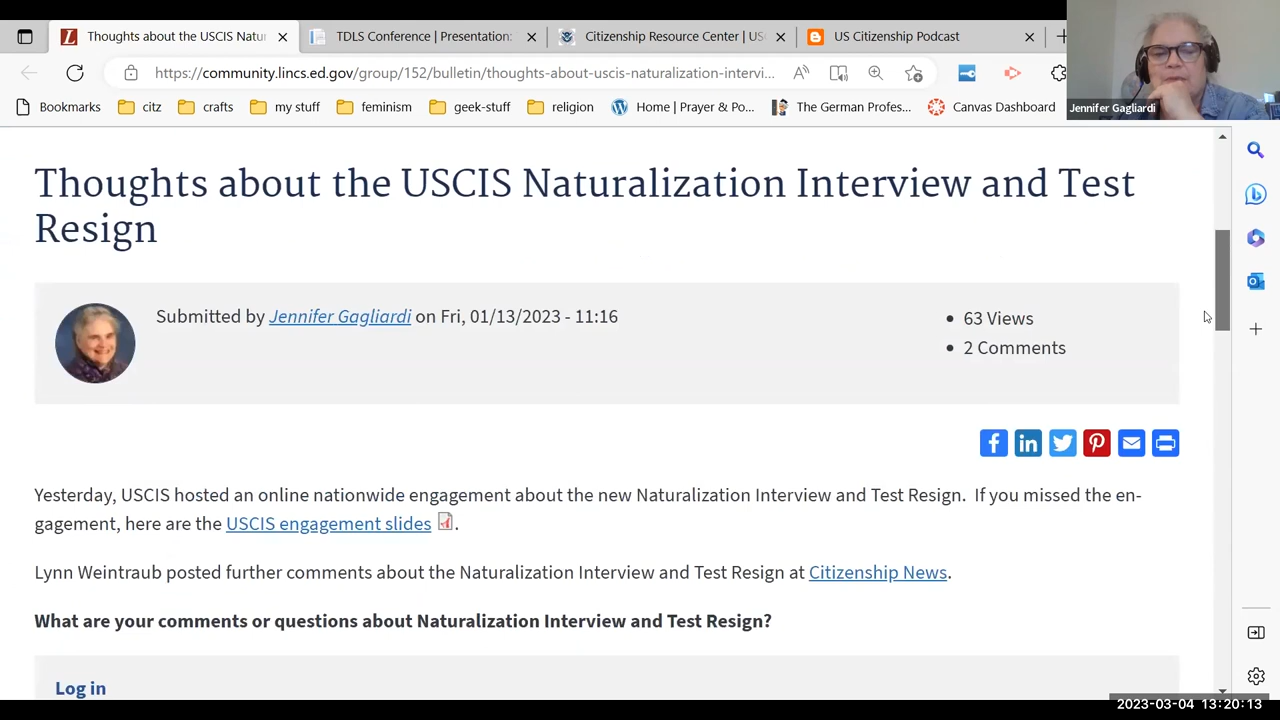 Thoughts about the USCIS Natur
TDLS Conference | Presentation:
Citizenship Resource Center | US
US Citizenship Podcast
https://community.lincs.ed.gov/group/152/bulletin/thoughts-about-uscis-naturalization-intervi...
Bookmarks
citz
crafts
my stuff
feminism
geek-stuff
religion
Home | Prayer & Po...
The German Profes...
Canvas Dashboard
Jennifer Gagliardi
Thoughts about the USCIS Naturalization Interview and Test
Resign
Submitted by Jennifer Gagliardi on Fri, 01/13/2023 - 11:16
63 Views
2 Comments
Yesterday, USCIS hosted an online nationwide engagement about the new Naturalization Interview and Test Resign. If you missed the en-
gagement, here are the USCIS engagement slides.
Lynn Weintraub posted further comments about the Naturalization Interview and Test Resign at Citizenship News.
What are your comments or questions about Naturalization Interview and Test Resign?
Log in
2023-03-04 13:20:13